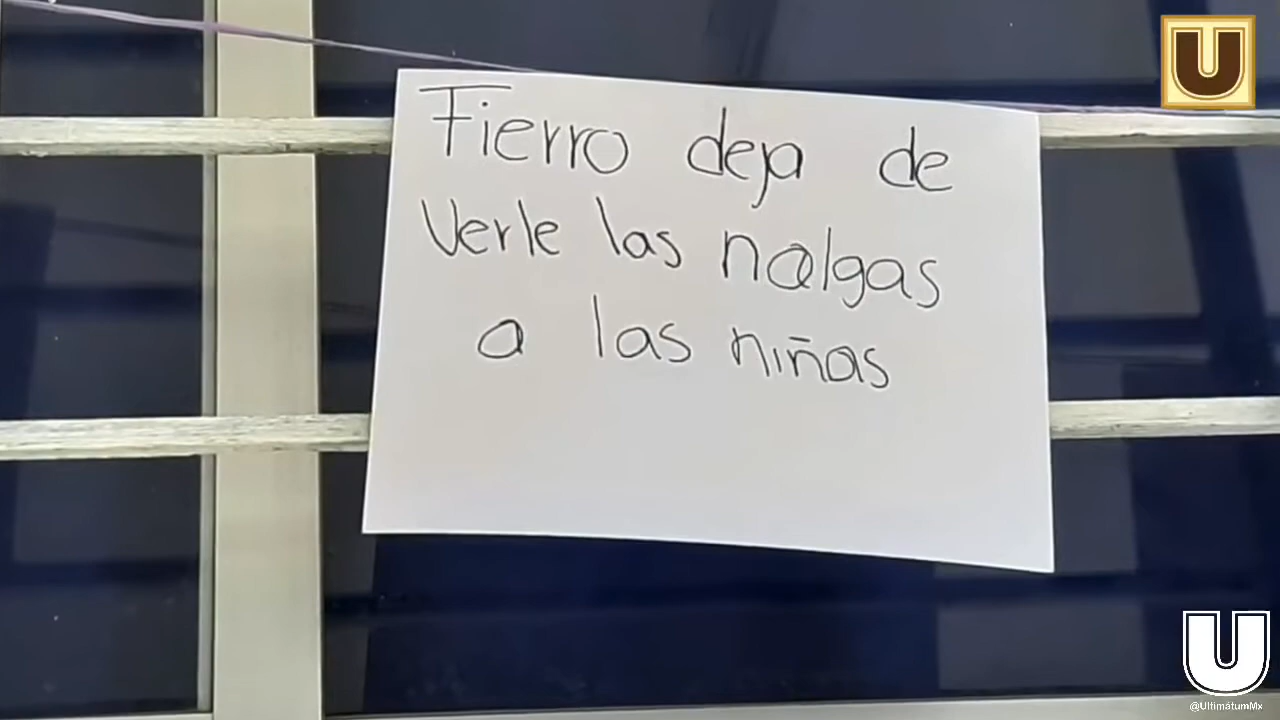 U
Fierro deja de
Verle las nalgas
a las niñas
U
@UltimátumMx